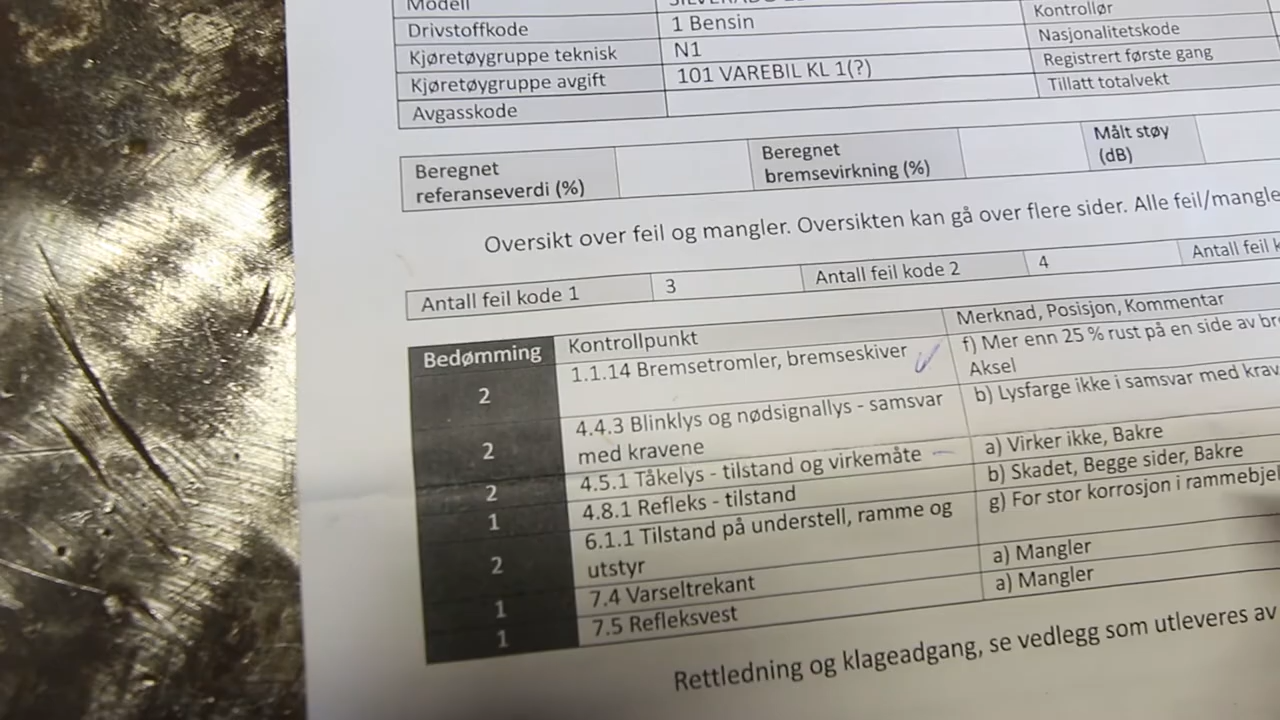 Modell
Drivstoffkode 1 Bensin Kontrollør
Kjøretøygruppe teknisk N1 Nasjonalitetskode
Kjøretøygruppe avgift 101 VAREBIL KL 1(?) Registrert første gang
Avgasskode Tillatt totalvekt
Beregnet referanseverdi (%) Beregnet bremsevirkning (%) Målt støy (dB)
Oversikt over feil og mangler. Oversikten kan gå over flere sider. Alle
Antall feil kode 1 3 Antall feil kode 2 4 Antall feil
Bedømming Kontrollpunkt Merknad, Posisjon, Kommentar
2 1.1.14 Bremsetromler, bremseskiver f) Mer enn 25 % rust på en side av
Aksel
2 4.4.3 Blinklys og nødsignallys - samsvar b) Lysfarge ikke i samsvar med
med kravene
2 4.5.1 Tåkelys - tilstand og virkemåte a) Virker ikke, Bakre
1 4.8.1 Refleks - tilstand b) Skadet, Begge sider, Bakre
2 6.1.1 Tilstand på understell, ramme og g) For stor korrosjon i
utstyr
1 7.4 Varseltrekant a) Mangler
1 7.5 Refleksvest a) Mangler
Rettledning og klageadgang, se vedlegg som utleveres av